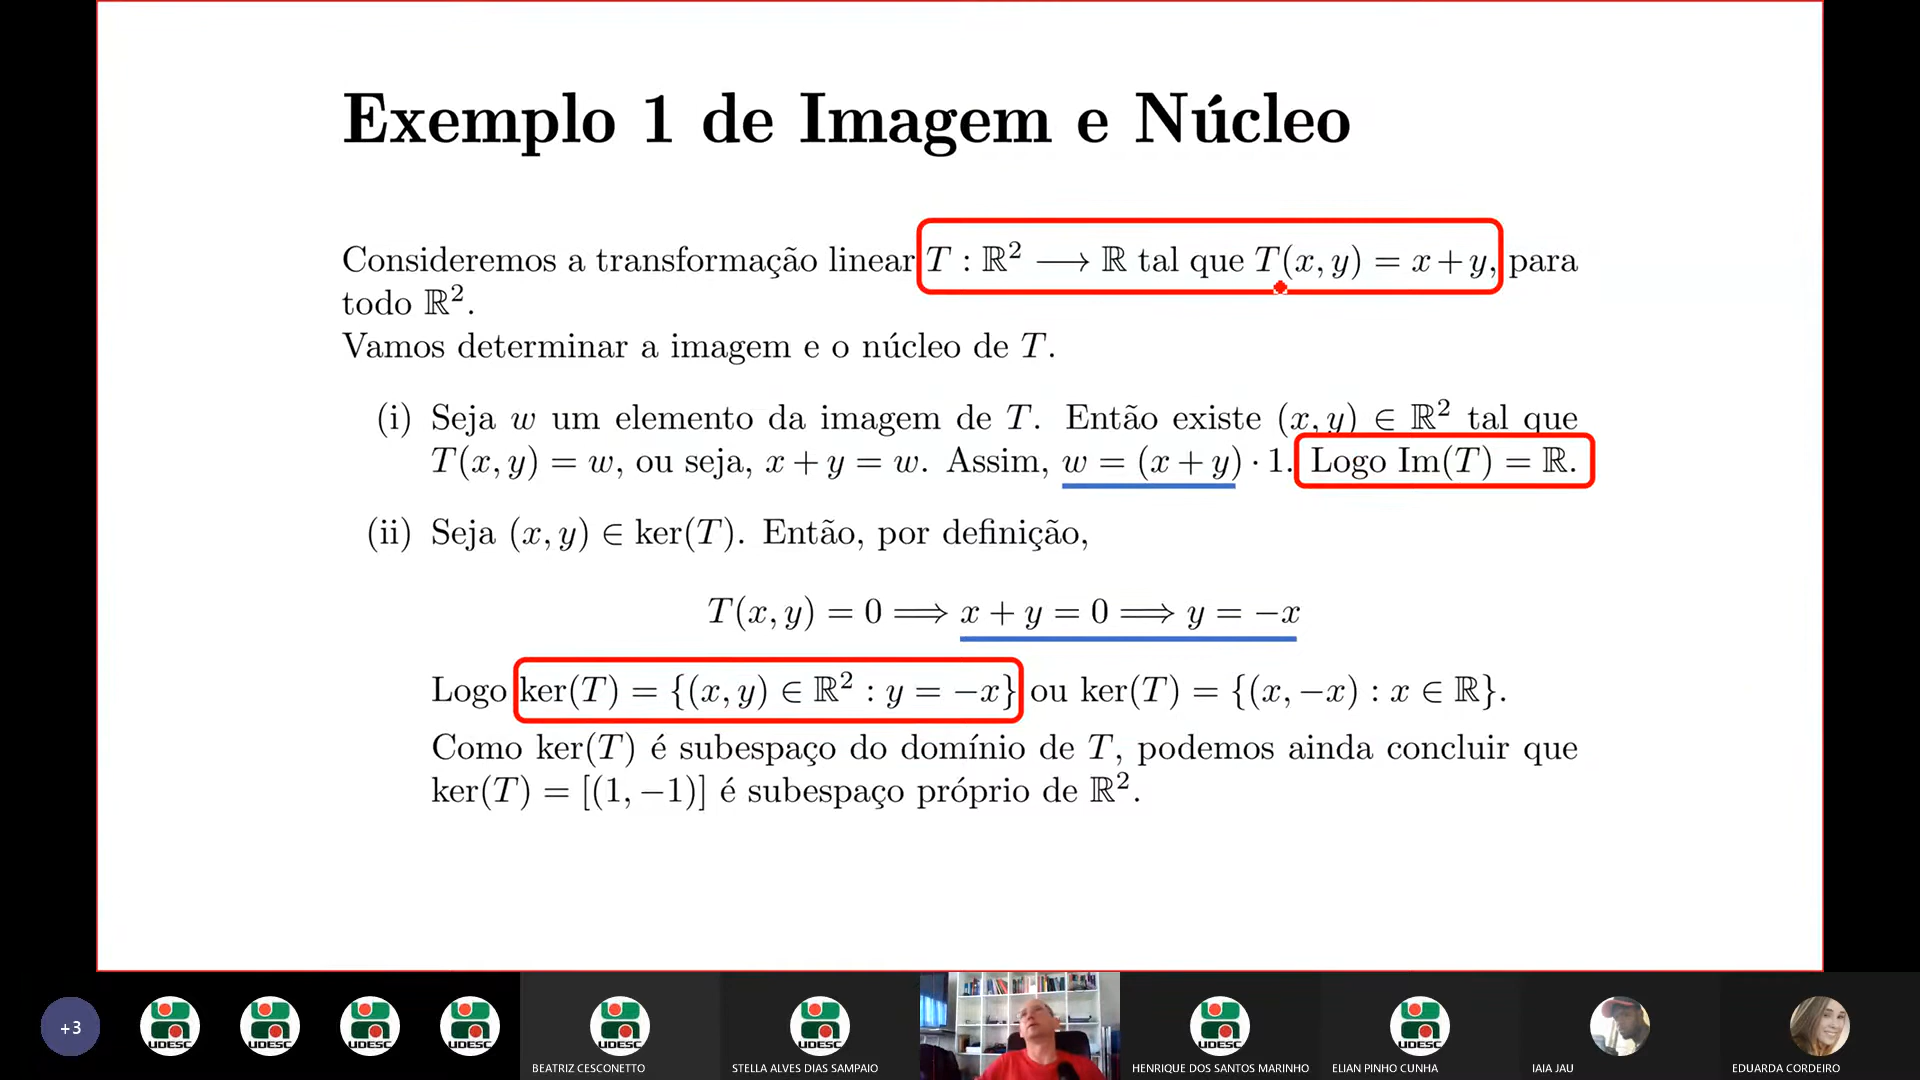 Exemplo 1 de Imagem e Núcleo
Consideremos a transformação linear T : ℝ² ⟶ ℝ tal que T(x, y) = x + y, para
todo ℝ².
Vamos determinar a imagem e o núcleo de T.
(i) Seja w um elemento da imagem de T. Então existe (x, y) ∈ ℝ² tal que
T(x, y) = w, ou seja, x + y = w. Assim, w = (x + y) · 1. Logo Im(T) = ℝ.
(ii) Seja (x, y) ∈ ker(T). Então, por definição,
T(x, y) = 0 ⟹ x + y = 0 ⟹ y = −x
Logo ker(T) = {(x, y) ∈ ℝ² : y = −x} ou ker(T) = {(x, −x) : x ∈ ℝ}.
Como ker(T) é subespaço do domínio de T, podemos ainda concluir que
ker(T) = [(1, −1)] é subespaço próprio de ℝ².
+3
UDESC
UDESC
UDESC
UDESC
UDESC
UDESC
UDESC
UDESC
BEATRIZ CESCONETTO
STELLA ALVES DIAS SAMPAIO
HENRIQUE DOS SANTOS MARINHO
ELIAN PINHO CUNHA
IAIA JAU
EDUARDA CORDEIRO